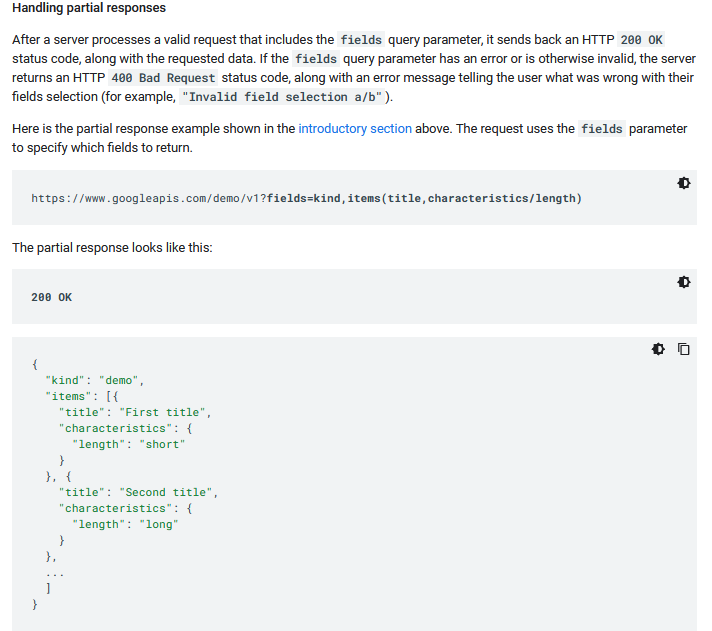 Handling partial responses
After a server processes a valid request that includes the fields query parameter, it sends back an HTTP 200 OK
status code, along with the requested data. If the fields query parameter has an error or is otherwise invalid, the server
returns an HTTP 400 Bad Request status code, along with an error message telling the user what was wrong with their
fields selection (for example, "Invalid field selection a/b").
Here is the partial response example shown in the introductory section above. The request uses the fields parameter
to specify which fields to return.
https://www.googleapis.com/demo/v1?fields=kind,items(title,characteristics/length)
The partial response looks like this:
200 OK
{
  "kind": "demo",
  "items": [{
    "title": "First title",
    "characteristics": {
      "length": "short"
    }
  }, {
    "title": "Second title",
    "characteristics": {
      "length": "long"
    }
  },
  ...
  ]
}